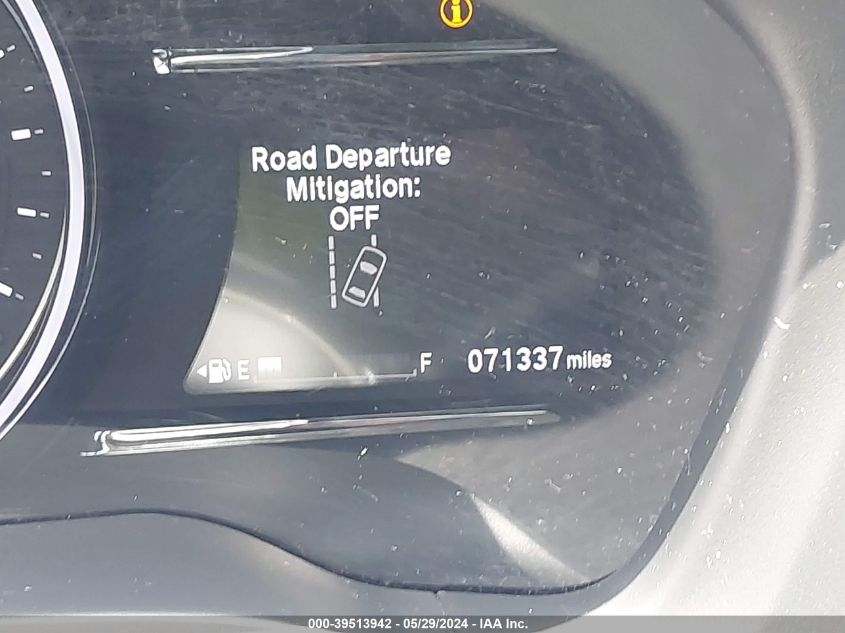 Road Departure
Mitigation:
OFF
E F 071337 miles
000-39513942 - 05/29/2024 - IAA Inc.